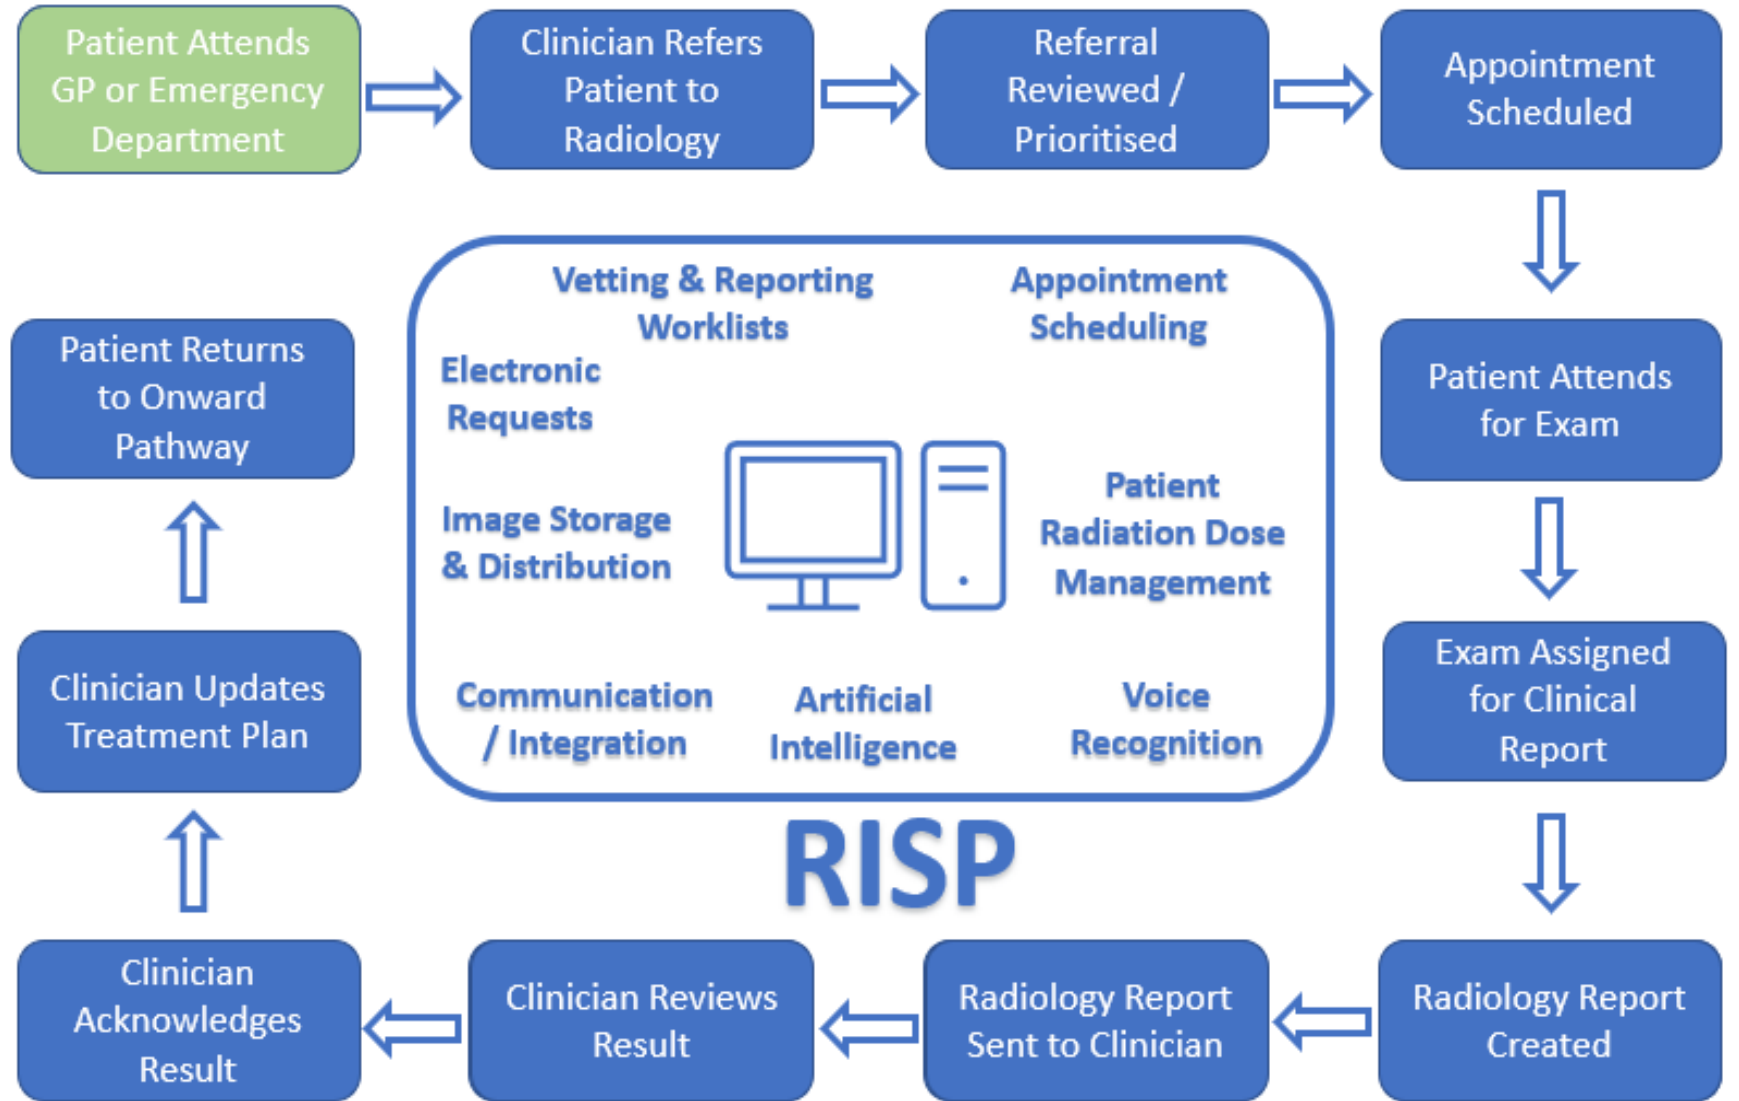 Patient Attends
GP or Emergency
Department
Clinician Refers
Patient to
Radiology
Referral
Reviewed /
Prioritised
Appointment
Scheduled
Patient Attends
for Exam
Exam Assigned
for Clinical
Report
Radiology Report
Created
Radiology Report
Sent to Clinician
Clinician Reviews
Result
Clinician
Acknowledges
Result
Clinician Updates
Treatment Plan
Patient Returns
to Onward
Pathway
Vetting & Reporting
Worklists
Appointment
Scheduling
Electronic
Requests
Image Storage
& Distribution
Patient
Radiation Dose
Management
Communication
/ Integration
Artificial
Intelligence
Voice
Recognition
RISP